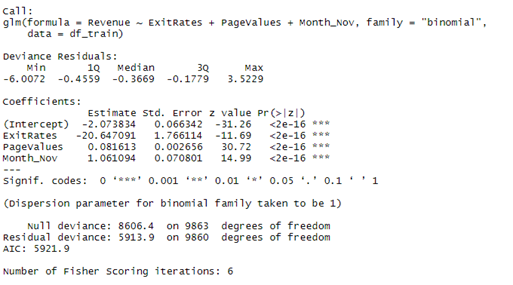 Call:
glm(formula = Revenue ~ ExitRates + PageValues + Month_Nov, family = "binomial",
    data = df_train)
Deviance Residuals:
    Min      1Q  Median      3Q     Max
-6.0072 -0.4559 -0.3669 -0.1779  3.5229
Coefficients:
              Estimate Std. Error z value Pr(>|z|)
(Intercept)  -2.073834   0.066342  -31.26   <2e-16 ***
ExitRates   -20.647091   1.766114  -11.69   <2e-16 ***
PageValues    0.081613   0.002656   30.72   <2e-16 ***
Month_Nov     1.061094   0.070801   14.99   <2e-16 ***
---
Signif. codes:  0 ‘***’ 0.001 ‘**’ 0.01 ‘*’ 0.05 ‘.’ 0.1 ‘ ’ 1
(Dispersion parameter for binomial family taken to be 1)
    Null deviance: 8606.4  on 9863  degrees of freedom
Residual deviance: 5913.9  on 9860  degrees of freedom
AIC: 5921.9
Number of Fisher Scoring iterations: 6